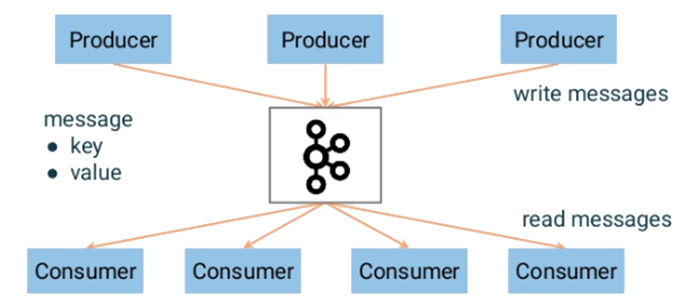 Producer
Producer
Producer
write messages
message
● key
● value
read messages
Consumer
Consumer
Consumer
Consumer